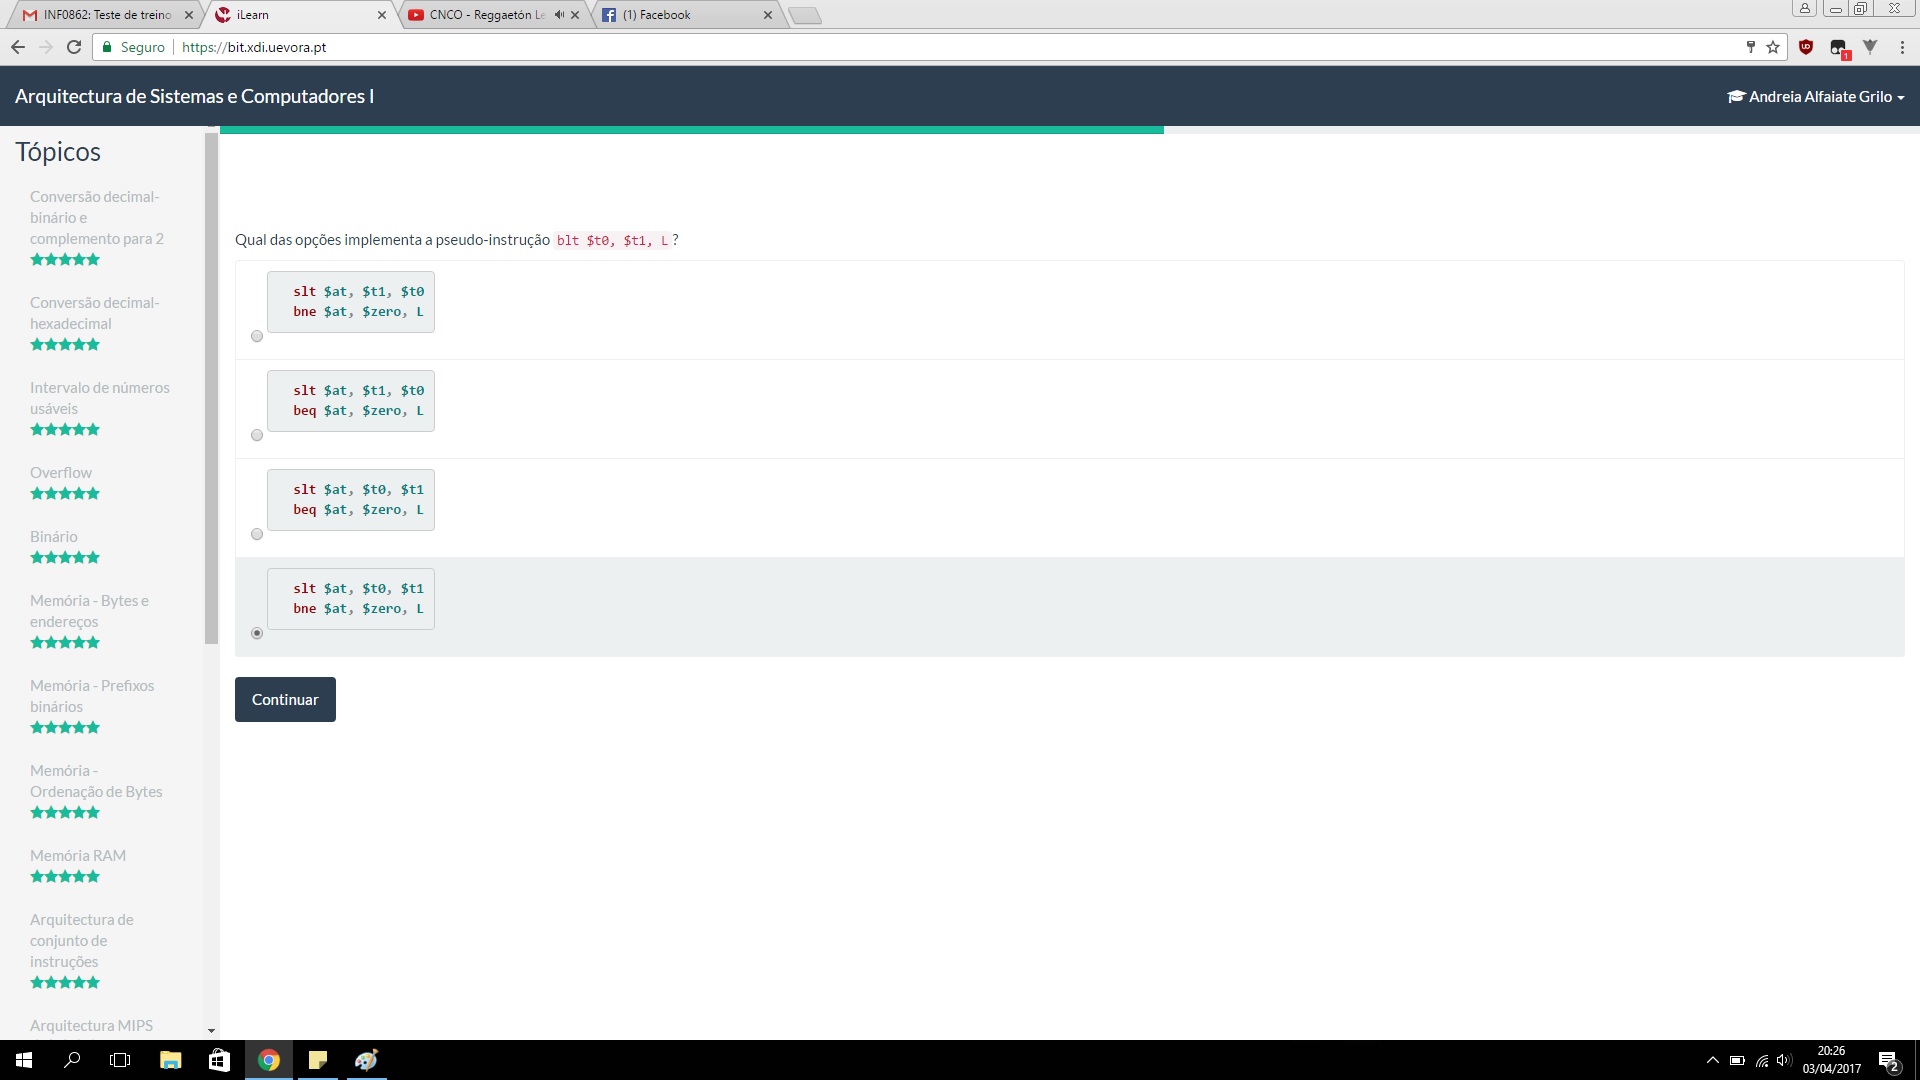 INF0862: Teste de treino
iLearn
CNCO - Reggaetón Le
(1) Facebook
Seguro
https://bit.xdi.uevora.pt
1
Arquitectura de Sistemas e Computadores I
Andreia Alfaiate Grilo
Tópicos
Conversão decimal-
binário e
complemento para 2
Conversão decimal-
hexadecimal
Intervalo de números
usáveis
Overflow
Binário
Memória - Bytes e
endereços
Memória - Prefixos
binários
Memória -
Ordenação de Bytes
Memória RAM
Arquitectura de
conjunto de
instruções
Arquitectura MIPS
Qual das opções implementa a pseudo-instrução blt $t0, $t1, L ?
slt $at, $t1, $t0
bne $at, $zero, L
slt $at, $t1, $t0
beq $at, $zero, L
slt $at, $t0, $t1
beq $at, $zero, L
slt $at, $t0, $t1
bne $at, $zero, L
Continuar
20:26
03/04/2017
2